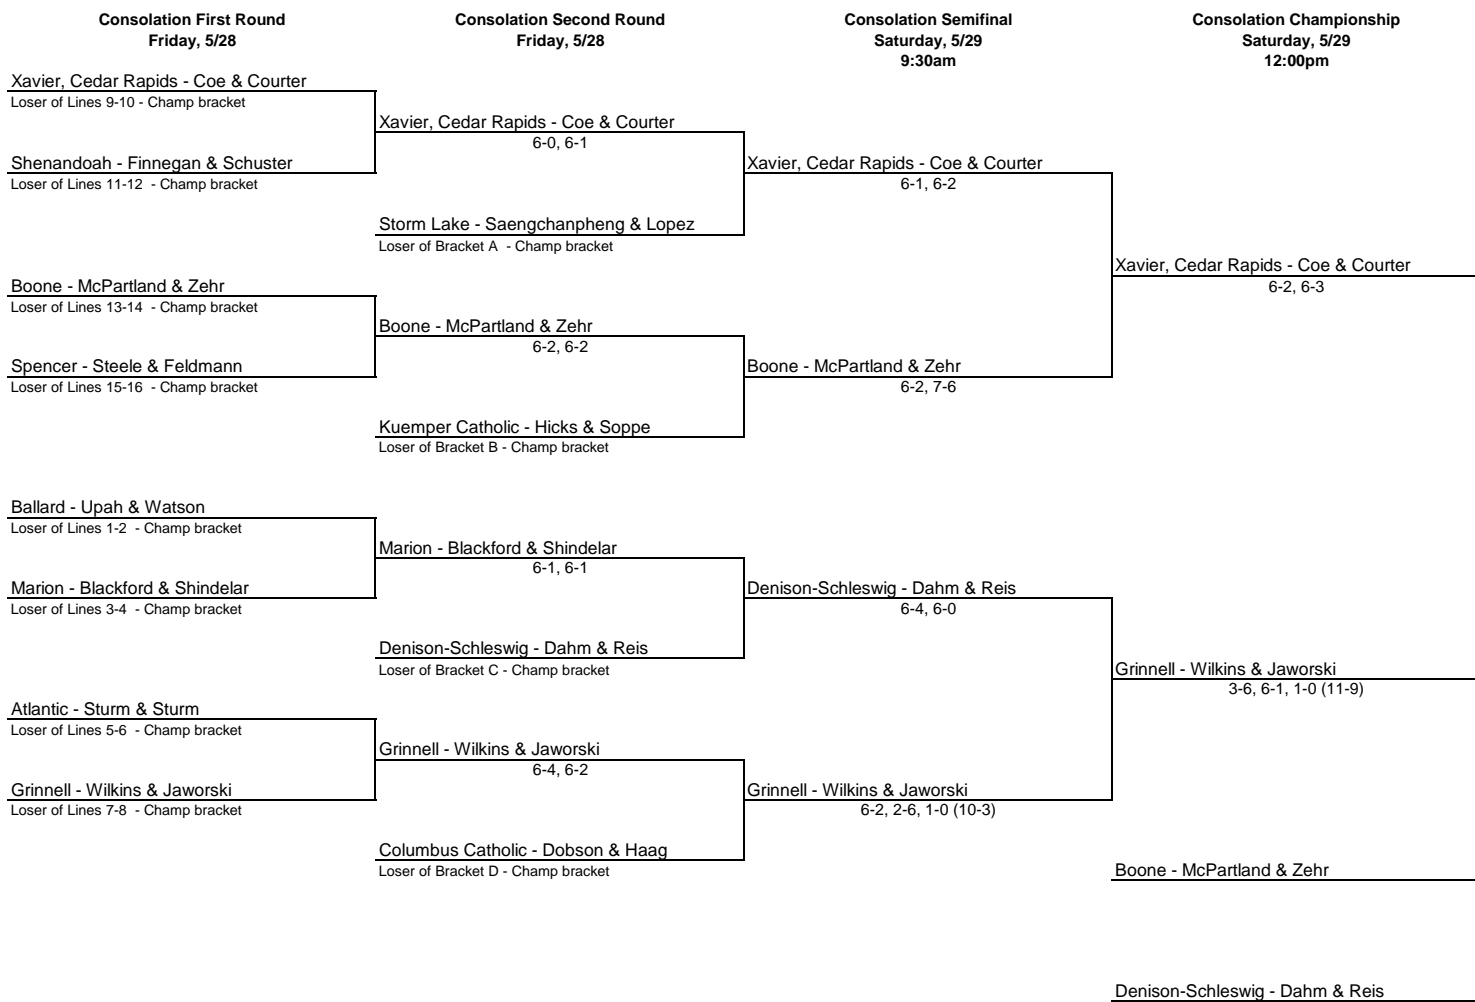 Consolation First Round
Friday, 5/28
Consolation Second Round
Friday, 5/28
Consolation Semifinal
Saturday, 5/29
9:30am
Consolation Championship
Saturday, 5/29
12:00pm
Xavier, Cedar Rapids - Coe & Courter
Loser of Lines 9-10 - Champ bracket
Xavier, Cedar Rapids - Coe & Courter
6-0, 6-1
Shenandoah - Finnegan & Schuster
Loser of Lines 11-12 - Champ bracket
Xavier, Cedar Rapids - Coe & Courter
6-1, 6-2
Storm Lake - Saengchanpheng & Lopez
Loser of Bracket A - Champ bracket
Xavier, Cedar Rapids - Coe & Courter
6-2, 6-3
Boone - McPartland & Zehr
Loser of Lines 13-14 - Champ bracket
Boone - McPartland & Zehr
6-2, 6-2
Spencer - Steele & Feldmann
Loser of Lines 15-16 - Champ bracket
Boone - McPartland & Zehr
6-2, 7-6
Kuemper Catholic - Hicks & Soppe
Loser of Bracket B - Champ bracket
Ballard - Upah & Watson
Loser of Lines 1-2 - Champ bracket
Marion - Blackford & Shindelar
6-1, 6-1
Marion - Blackford & Shindelar
Loser of Lines 3-4 - Champ bracket
Denison-Schleswig - Dahm & Reis
6-4, 6-0
Denison-Schleswig - Dahm & Reis
Loser of Bracket C - Champ bracket
Grinnell - Wilkins & Jaworski
3-6, 6-1, 1-0 (11-9)
Atlantic - Sturm & Sturm
Loser of Lines 5-6 - Champ bracket
Grinnell - Wilkins & Jaworski
6-4, 6-2
Grinnell - Wilkins & Jaworski
Loser of Lines 7-8 - Champ bracket
Grinnell - Wilkins & Jaworski
6-2, 2-6, 1-0 (10-3)
Columbus Catholic - Dobson & Haag
Loser of Bracket D - Champ bracket
Boone - McPartland & Zehr
Denison-Schleswig - Dahm & Reis